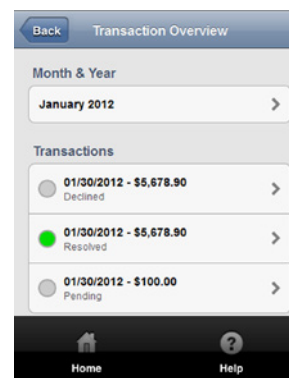 Back
Transaction Overview
Month & Year
January 2012
Transactions
01/30/2012 - $5,678.90
Declined
01/30/2012 - $5,678.90
Resolved
01/30/2012 - $100.00
Pending
?
Home
Help